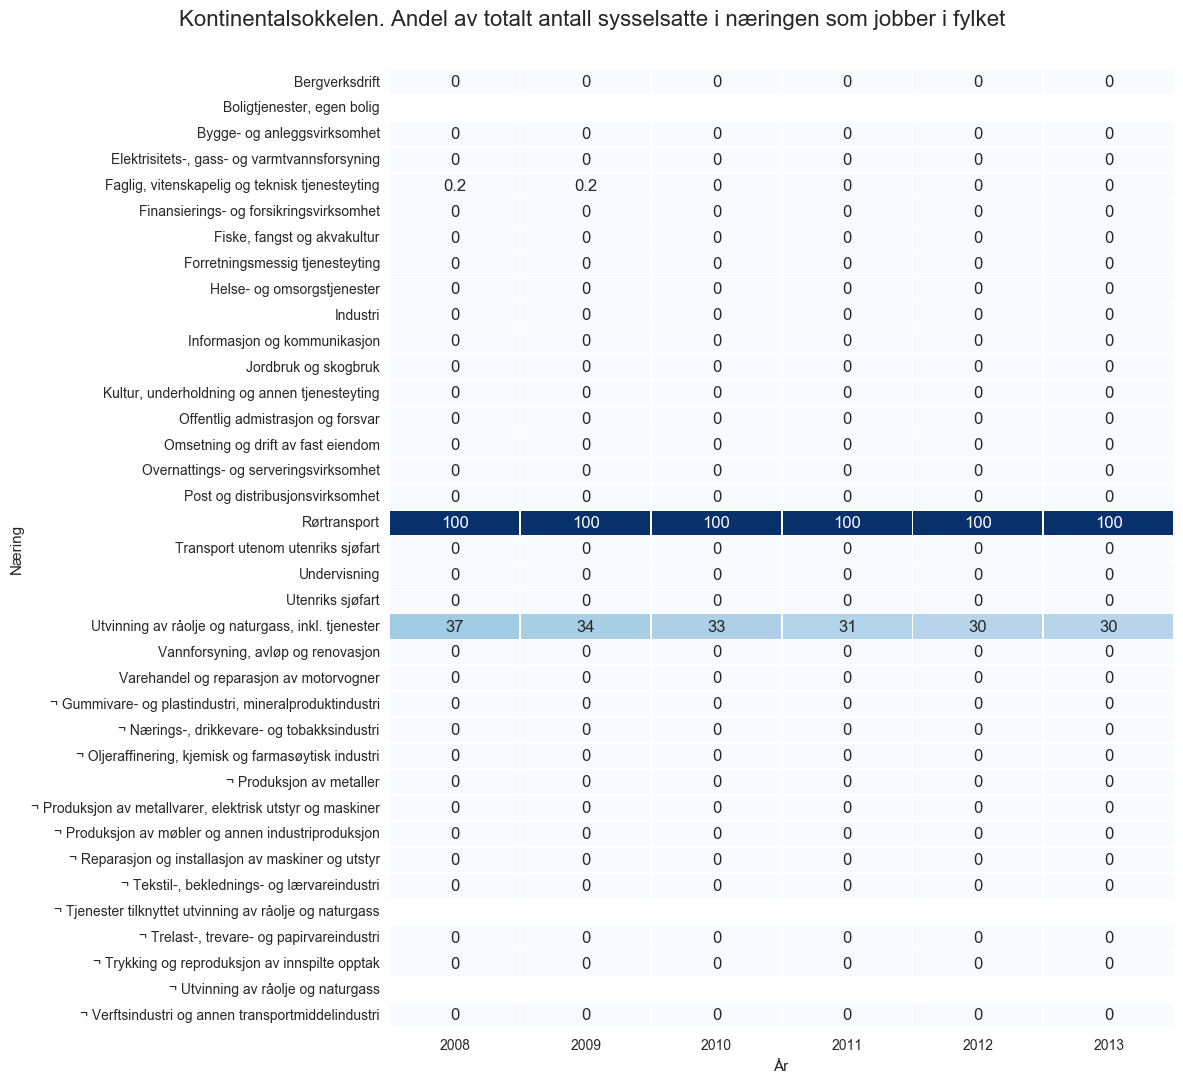 Kontinentalsokkelen. Andel av totalt antall sysselsatte i næringen som jobber i fylket
Bergverksdrift 0 0 0 0 0 0
Boligtjenester, egen bolig
Bygge- og anleggsvirksomhet 0 0 0 0 0 0
Elektrisitets-, gass- og varmtvannsforsyning 0 0 0 0 0 0
Faglig, vitenskapelig og teknisk tjenesteyting 0.2 0.2 0 0 0 0
Finansierings- og forsikringsvirksomhet 0 0 0 0 0 0
Fiske, fangst og akvakultur 0 0 0 0 0 0
Forretningsmessig tjenesteyting 0 0 0 0 0 0
Helse- og omsorgstjenester 0 0 0 0 0 0
Industri 0 0 0 0 0 0
Informasjon og kommunikasjon 0 0 0 0 0 0
Jordbruk og skogbruk 0 0 0 0 0 0
Kultur, underholdning og annen tjenesteyting 0 0 0 0 0 0
Offentlig admistrasjon og forsvar 0 0 0 0 0 0
Omsetning og drift av fast eiendom 0 0 0 0 0 0
Overnattings- og serveringsvirksomhet 0 0 0 0 0 0
Post og distribusjonsvirksomhet 0 0 0 0 0 0
Rørtransport 100 100 100 100 100 100
Transport utenom utenriks sjøfart 0 0 0 0 0 0
Undervisning 0 0 0 0 0 0
Utenriks sjøfart 0 0 0 0 0 0
Utvinning av råolje og naturgass, inkl. tjenester 37 34 33 31 30 30
Vannforsyning, avløp og renovasjon 0 0 0 0 0 0
Varehandel og reparasjon av motorvogner 0 0 0 0 0 0
¬ Gummivare- og plastindustri, mineralproduktindustri 0 0 0 0 0 0
¬ Nærings-, drikkevare- og tobakksindustri 0 0 0 0 0 0
¬ Oljeraffinering, kjemisk og farmasøytisk industri 0 0 0 0 0 0
¬ Produksjon av metaller 0 0 0 0 0 0
¬ Produksjon av metallvarer, elektrisk utstyr og maskiner 0 0 0 0 0 0
¬ Produksjon av møbler og annen industriproduksjon 0 0 0 0 0 0
¬ Reparasjon og installasjon av maskiner og utstyr 0 0 0 0 0 0
¬ Tekstil-, beklednings- og lærvareindustri 0 0 0 0 0 0
¬ Tjenester tilknyttet utvinning av råolje og naturgass
¬ Trelast-, trevare- og papirvareindustri 0 0 0 0 0 0
¬ Trykking og reproduksjon av innspilte opptak 0 0 0 0 0 0
¬ Utvinning av råolje og naturgass
¬ Verftsindustri og annen transportmiddelindustri 0 0 0 0 0 0
2008 2009 2010 2011 2012 2013
År
Næring